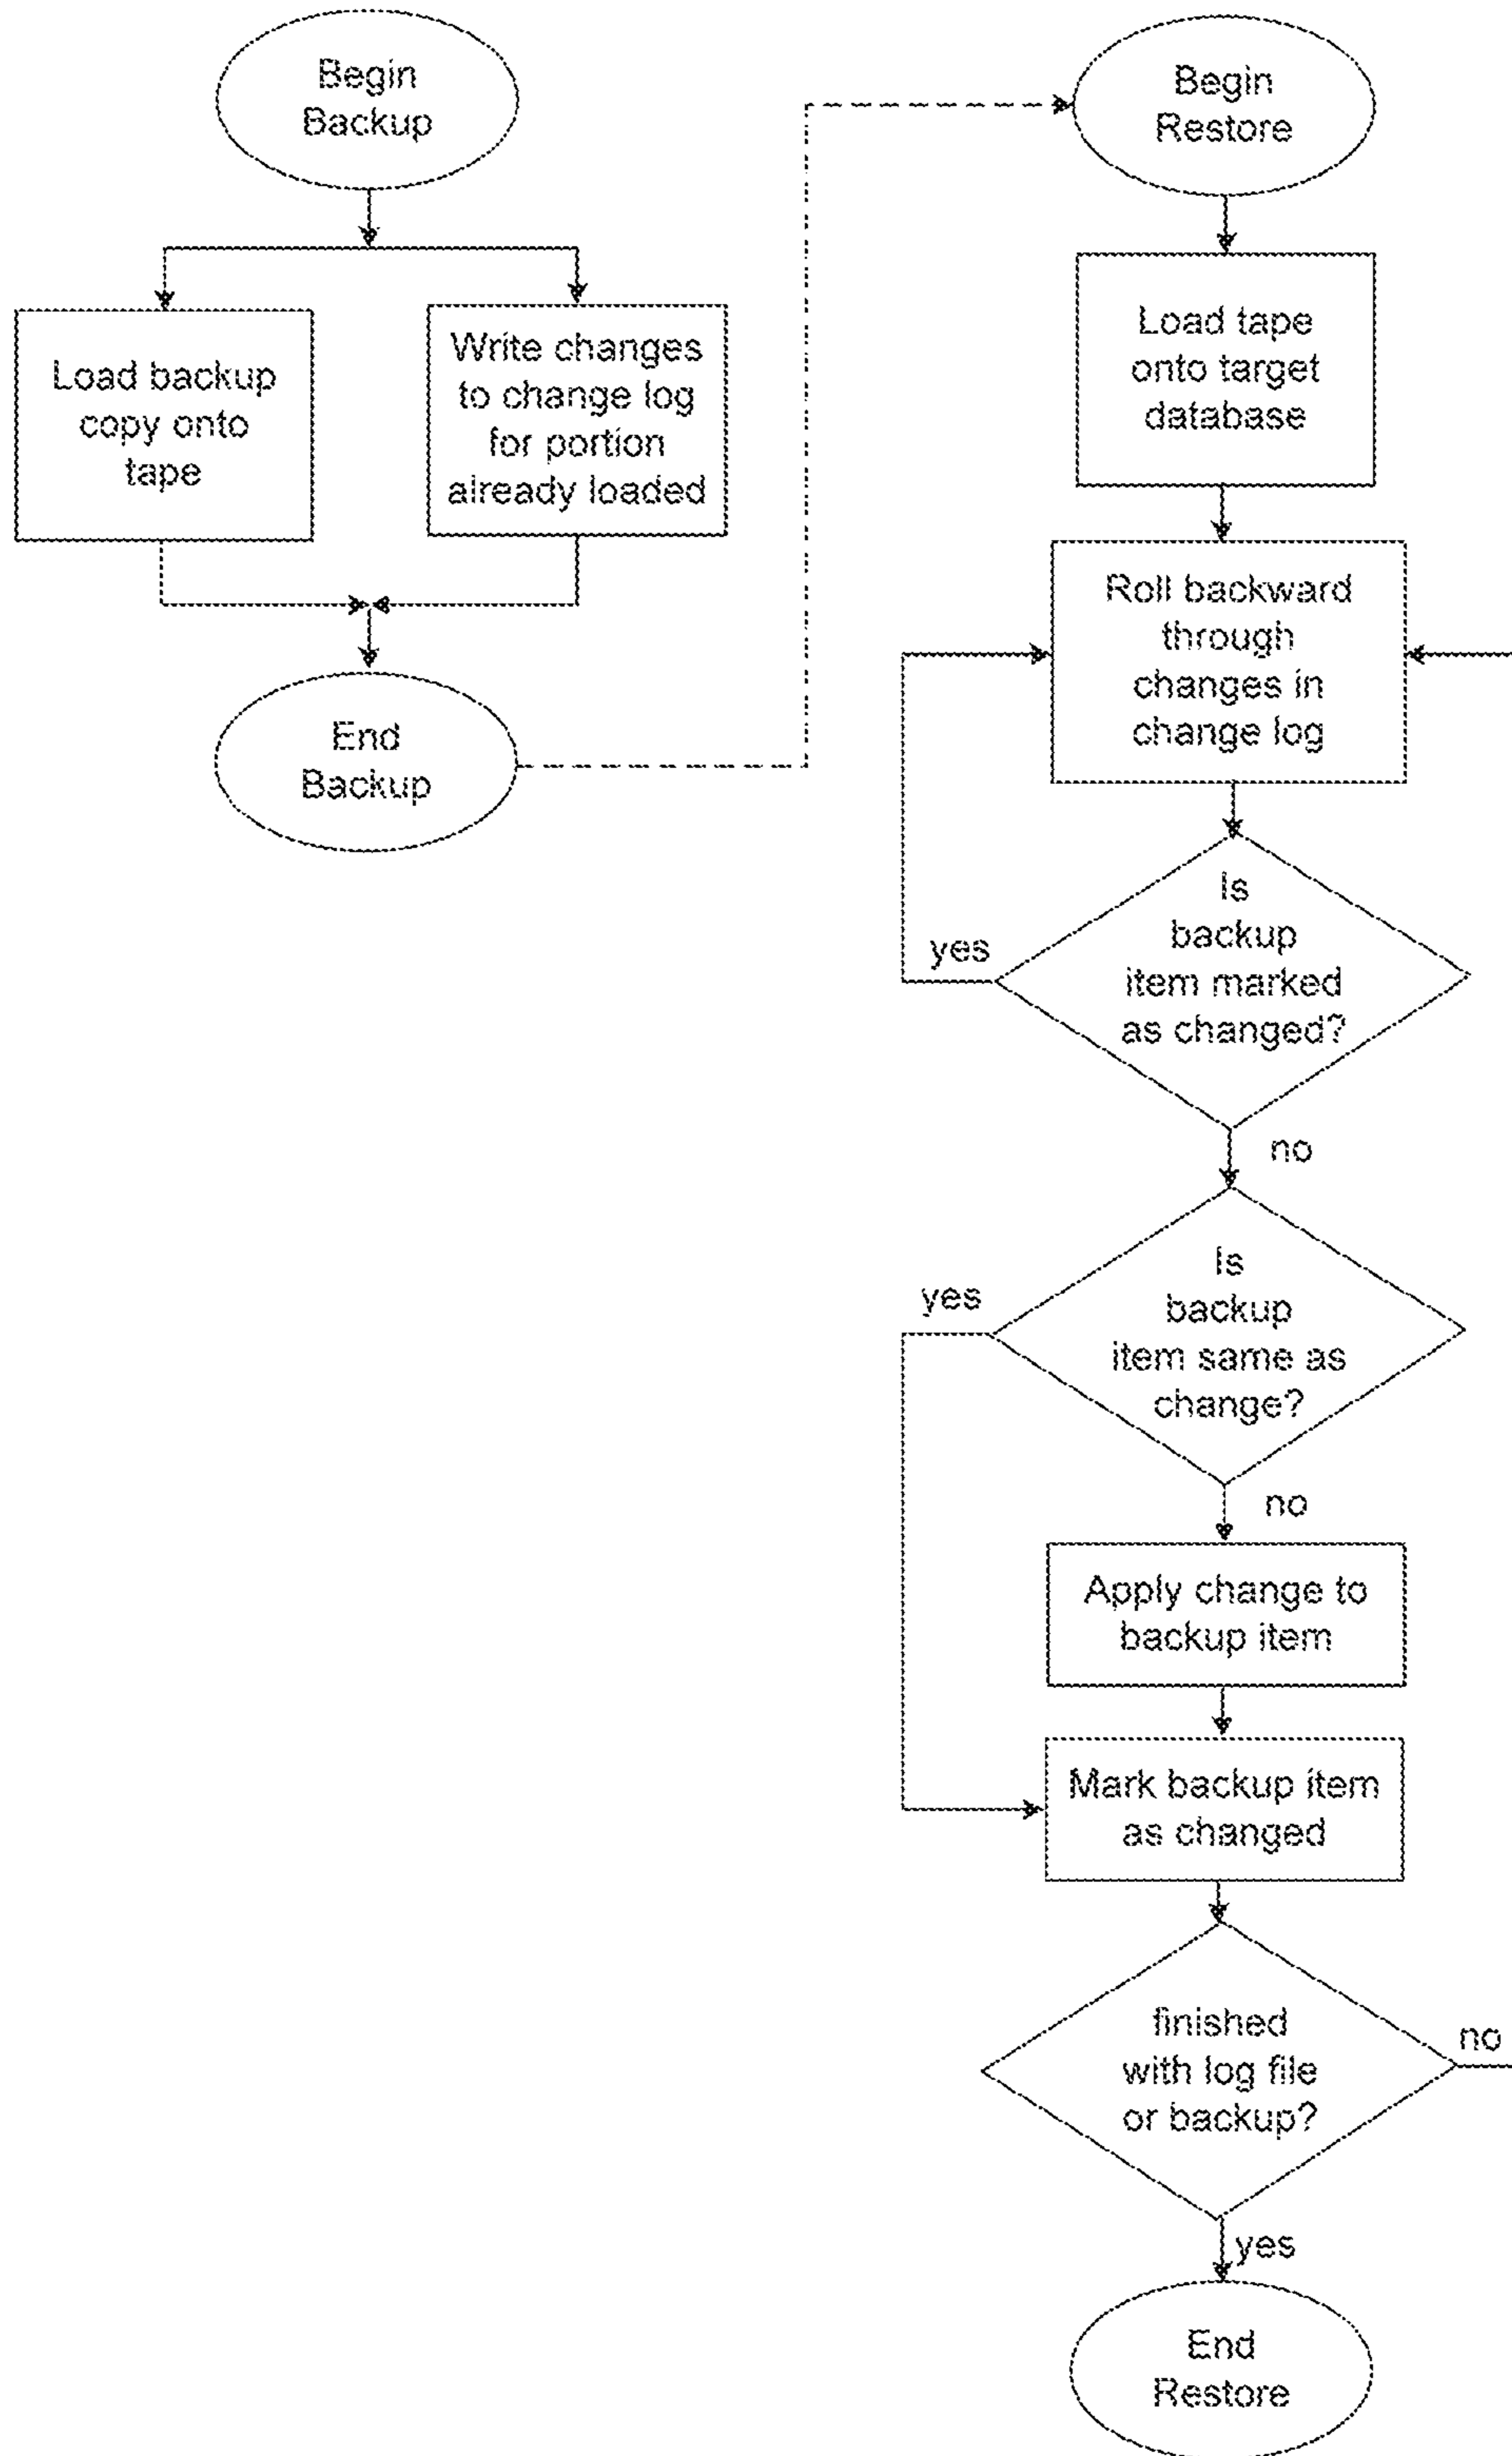 Begin
Backup
Load backup
copy onto
tape
Write changes
to change log
for portion
already loaded
End
Backup
Begin
Restore
Load tape
onto target
database
Roll backward
through
changes in
change log
Is
backup
item marked
as changed?
yes
no
Is
backup
item same as
change?
yes
no
Apply change to
backup item
Mark backup item
as changed
finished
with log file
or backup?
no
yes
End
Restore